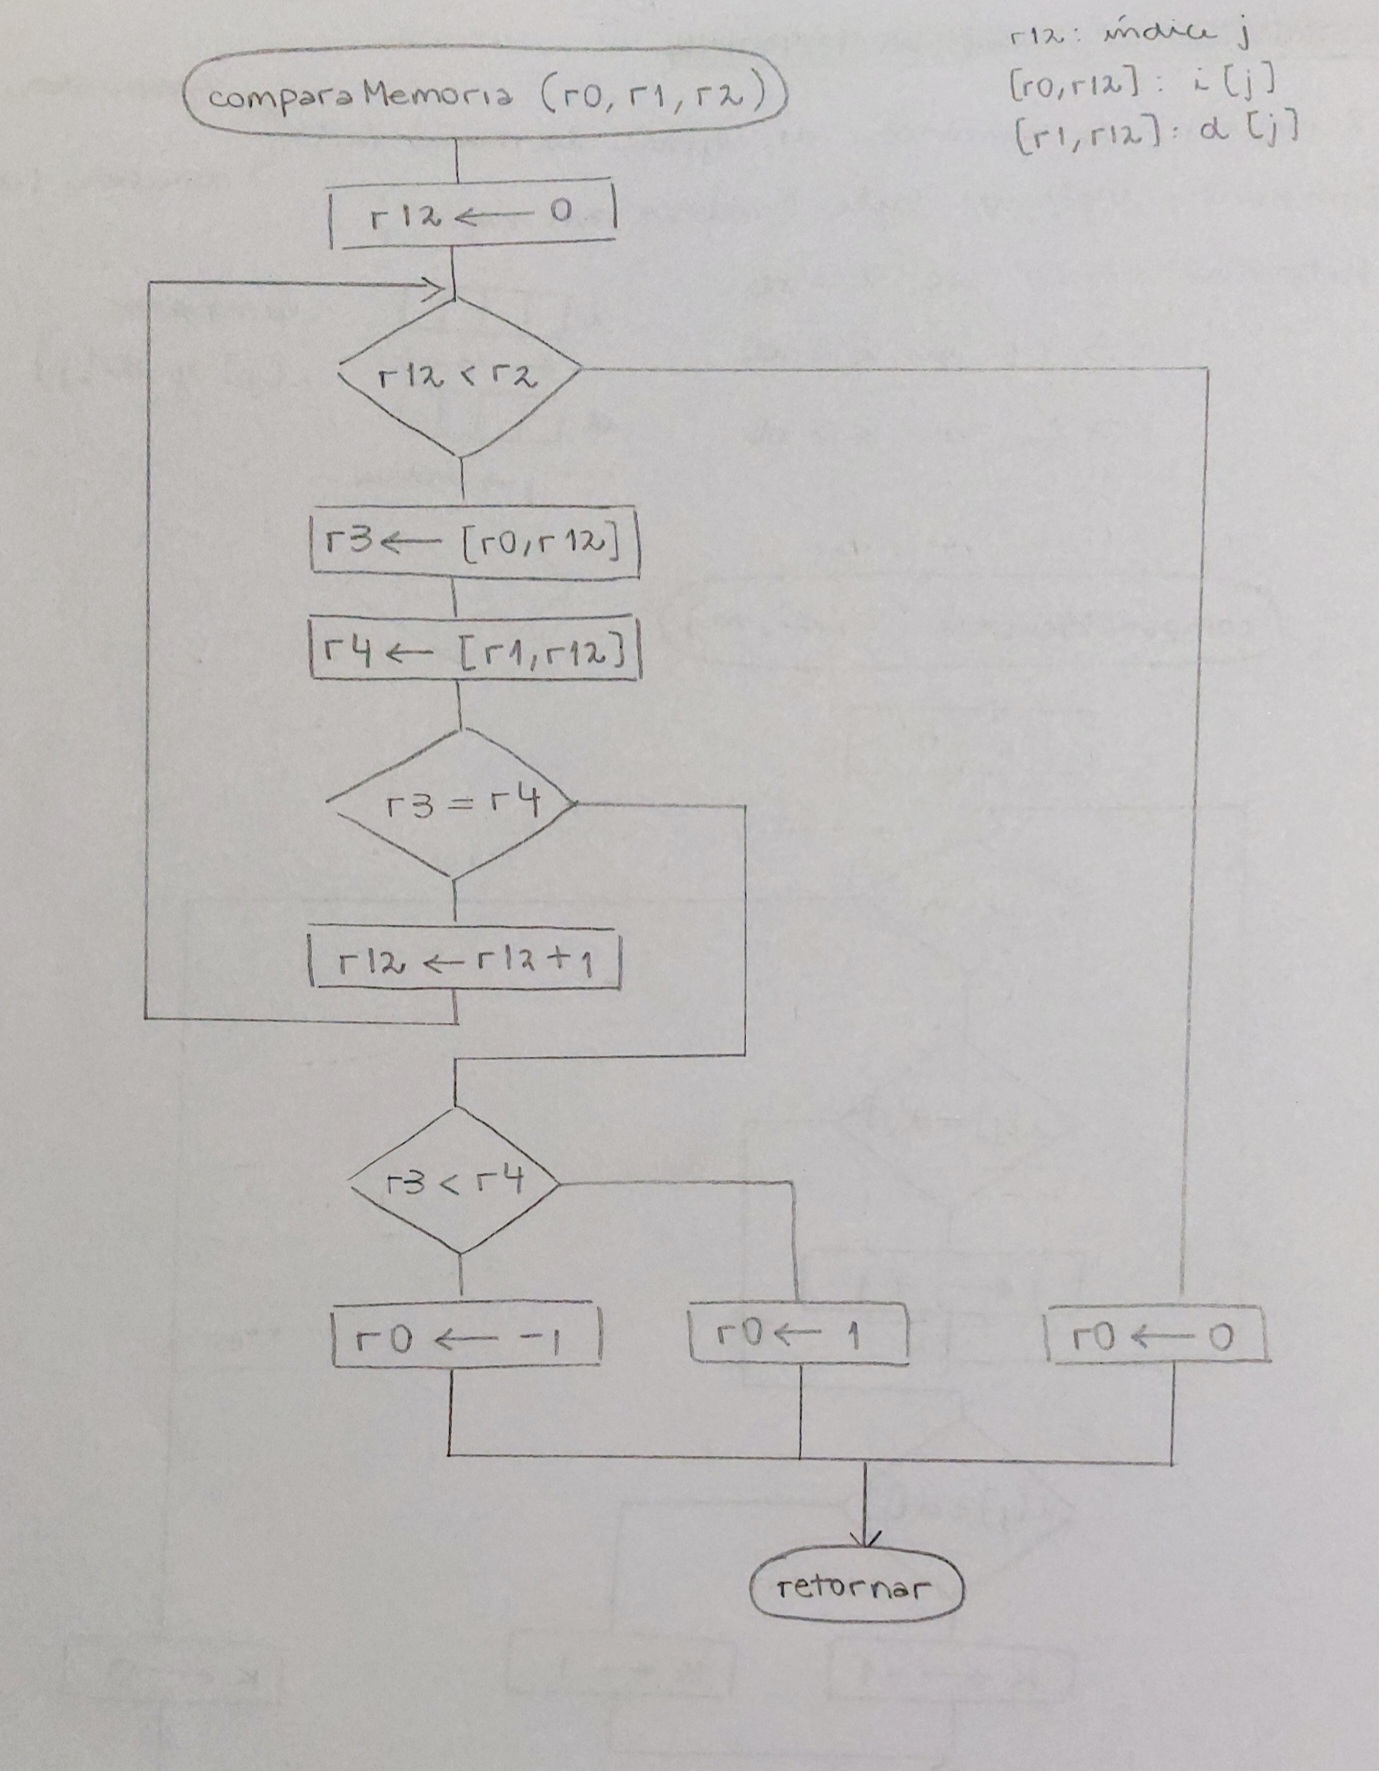 r12: índice j
[r0,r12]: i[j]
[r1,r12]: d[j]
comparaMemoria (r0, r1, r2)
r12 ← 0
r12 < r2
r3 ← [r0,r12]
r4 ← [r1,r12]
r3 = r4
r12 ← r12 + 1
r3 < r4
r0 ← -1
r0 ← 1
r0 ← 0
retornar